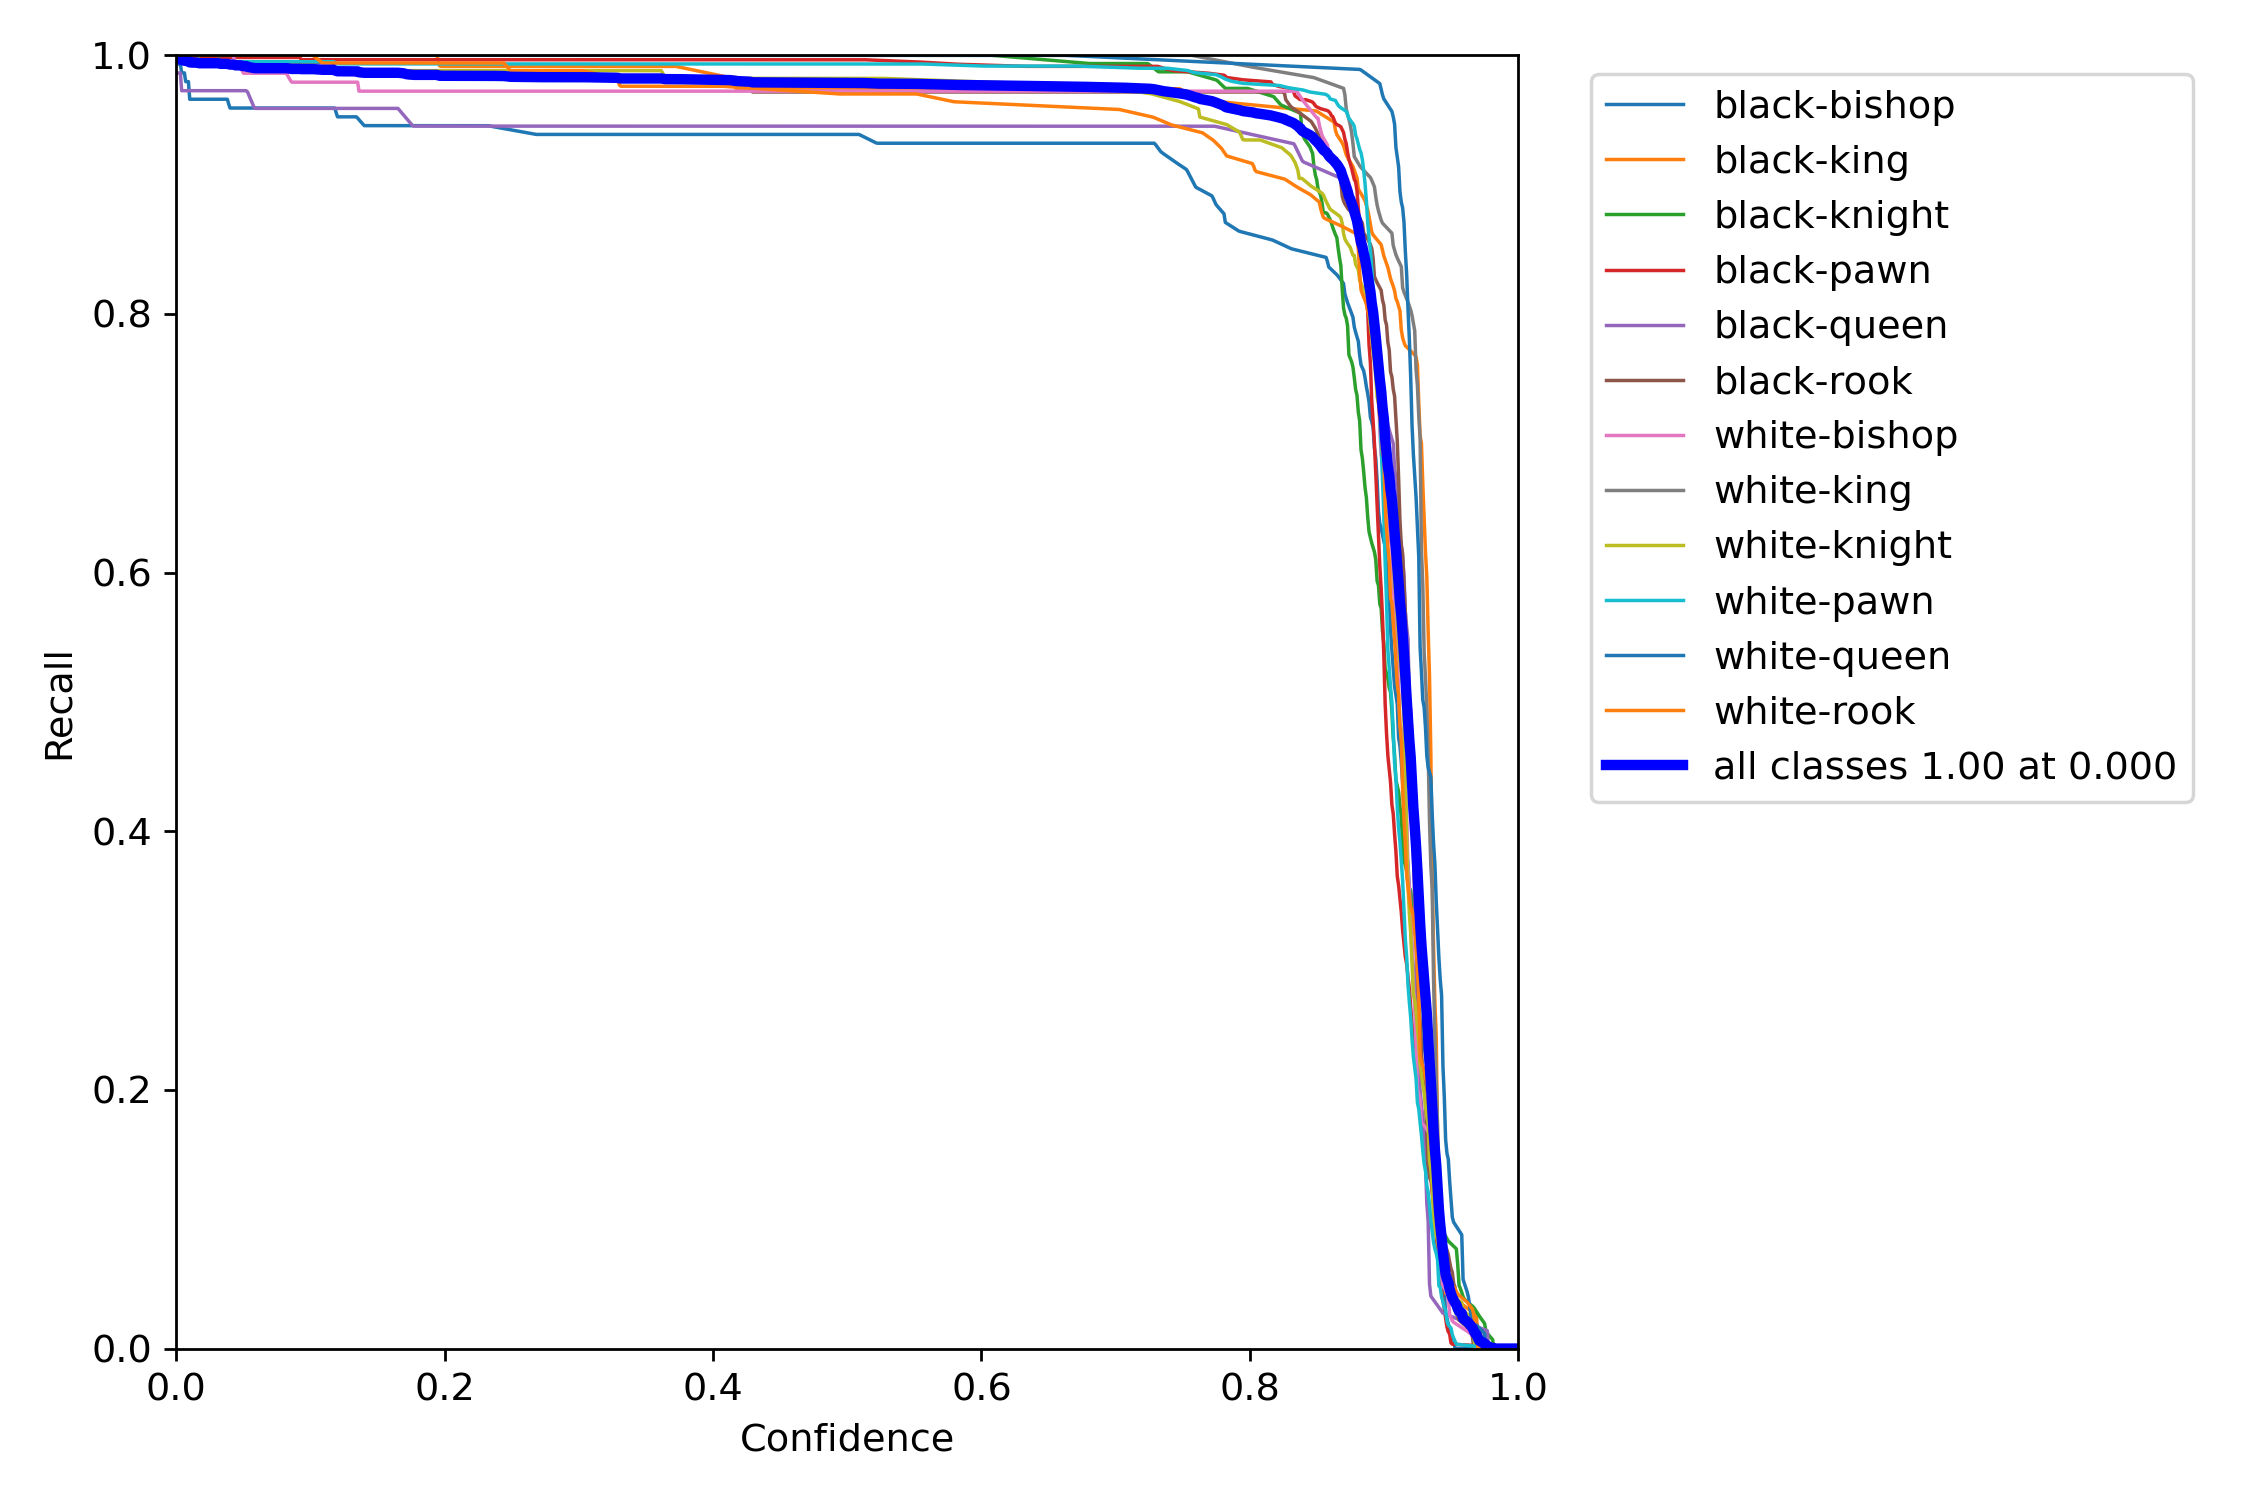 1.0
0.8
0.6
0.4
0.2
0.0
Recall
0.0 0.2 0.4 0.6 0.8 1.0
Confidence
black-bishop
black-king
black-knight
black-pawn
black-queen
black-rook
white-bishop
white-king
white-knight
white-pawn
white-queen
white-rook
all classes 1.00 at 0.000